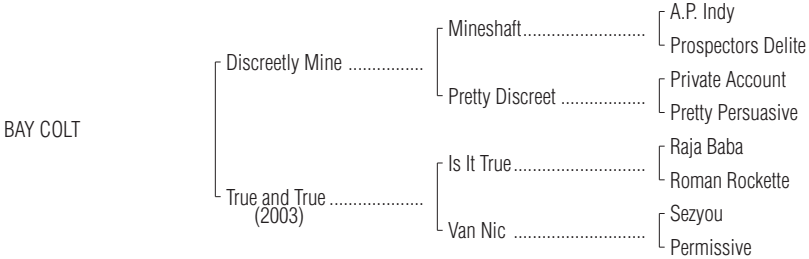 A.P. Indy
Mineshaft..........................
Prospectors Delite
Discreetly Mine ................
Private Account
Pretty Discreet ..................
Pretty Persuasive
BAY COLT
Raja Baba
Is It True............................
Roman Rockette
True and True ....................
(2003)
Sezyou
Van Nic ............................
Permissive